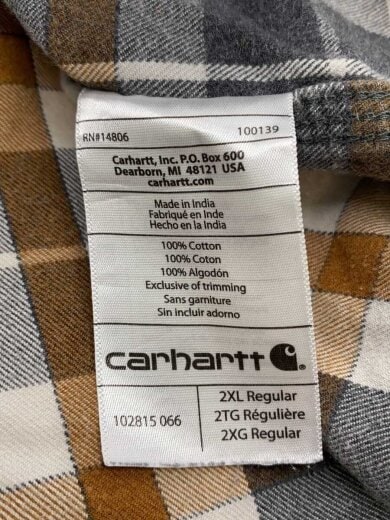 RN#14806 100139
Carhartt, Inc. P.O. Box 600
Dearborn, MI 48121 USA
carhartt.com
Made in India
Fabriqué en Inde
Hecho en la India
100% Cotton
100% Coton
100% Algodón
Exclusive of trimming
Sans garniture
Sin incluir adorno
carhartt
102815 066
2XL Regular
2TG Régulière
2XG Regular